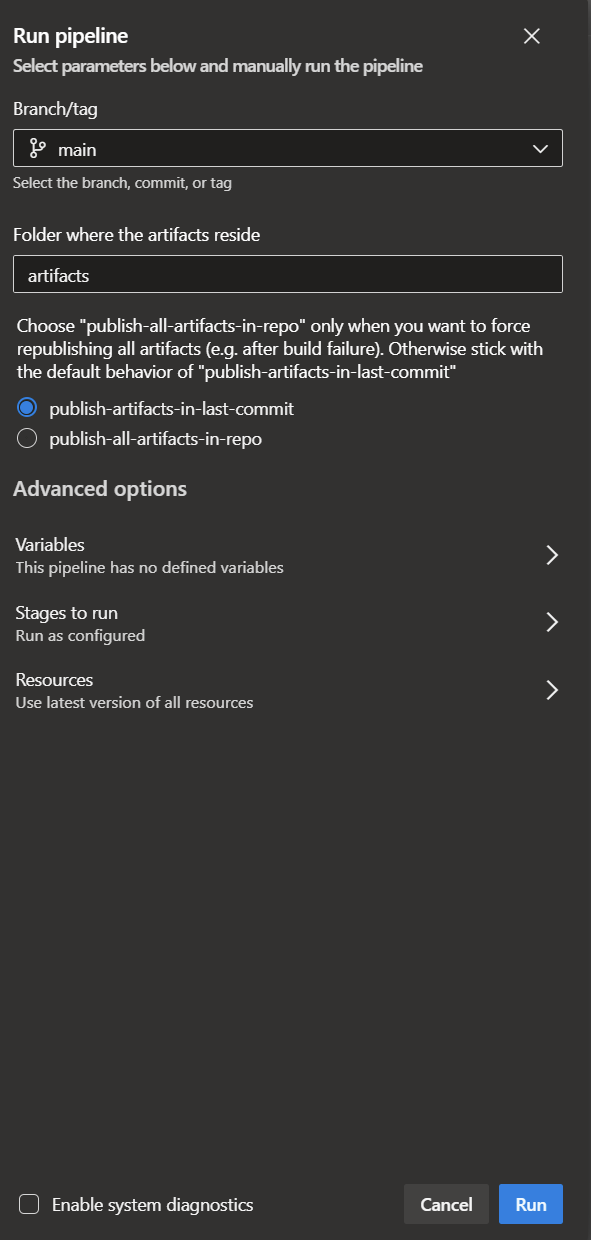 Run pipeline
Select parameters below and manually run the pipeline
Branch/tag
main
Select the branch, commit, or tag
Folder where the artifacts reside
artifacts
Choose "publish-all-artifacts-in-repo" only when you want to force
republishing all artifacts (e.g. after build failure). Otherwise stick with
the default behavior of "publish-artifacts-in-last-commit"
publish-artifacts-in-last-commit
publish-all-artifacts-in-repo
Advanced options
Variables
This pipeline has no defined variables
Stages to run
Run as configured
Resources
Use latest version of all resources
Enable system diagnostics
Cancel
Run